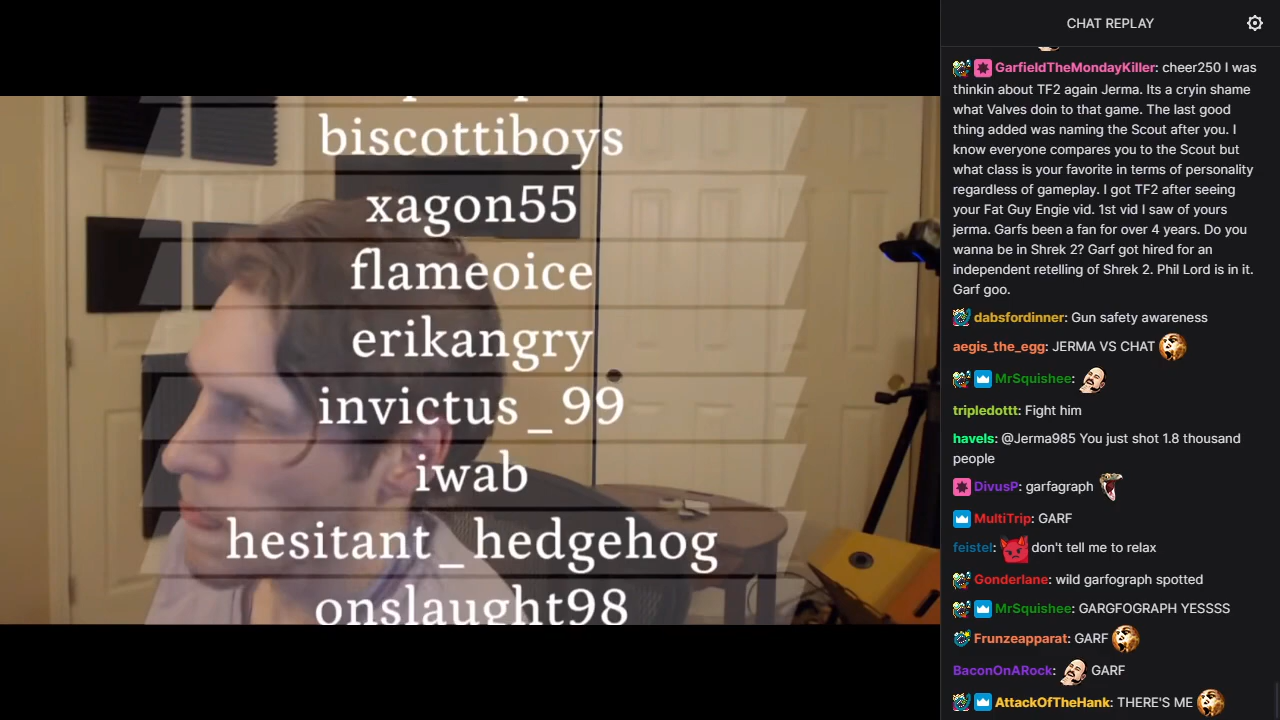 biscottiboys
xagon55
flameoice
erikangry
invictus_99
iwab
hesitant_hedgehog
onslaught98
CHAT REPLAY
GarfieldTheMondayKiller: cheer250 I was
thinkin about TF2 again Jerma. Its a cryin shame
what Valves doin to that game. The last good
thing added was naming the Scout after you. I
know everyone compares you to the Scout but
what class is your favorite in terms of personality
regardless of gameplay. I got TF2 after seeing
your Fat Guy Engie vid. 1st vid I saw of yours
jerma. Garfs been a fan for over 4 years. Do you
wanna be in Shrek 2? Garf got hired for an
independent retelling of Shrek 2. Phil Lord is in it.
Garf goo.
dabsfordinner: Gun safety awareness
aegis_the_egg: JERMA VS CHAT
MrSquishee:
tripledottt: Fight him
havels: @Jerma985 You just shot 1.8 thousand
people
DivusP: garfagraph
MultiTrip: GARF
feistel: don't tell me to relax
Gonderlane: wild garfograph spotted
MrSquishee: GARGFOGRAPH YESSSS
Frunzeapparat: GARF
BaconOnARock: GARF
AttackOfTheHank: THERE'S ME